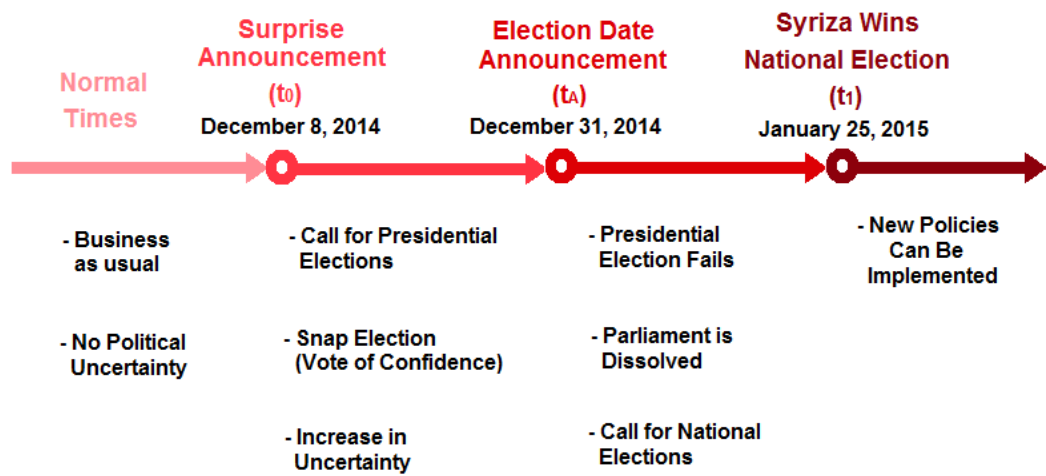 Normal
Times
Surprise
Announcement
(t0)
December 8, 2014
Election Date
Announcement
(tA)
December 31, 2014
Syriza Wins
National Election
(t1)
January 25, 2015
- Business
as usual
- No Political
Uncertainty
- Call for Presidential
Elections
- Snap Election
(Vote of Confidence)
- Increase in
Uncertainty
- Presidential
Election Fails
- Parliament is
Dissolved
- Call for National
Elections
- New Policies
Can Be
Implemented